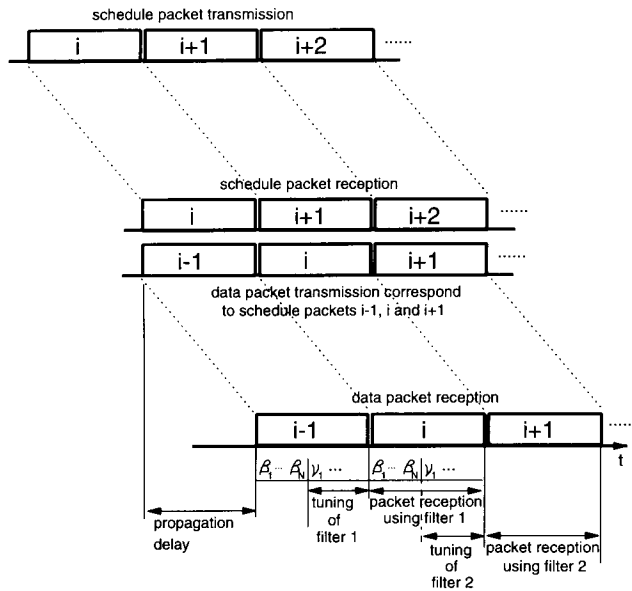 schedule packet transmission
i i+1 i+2 ......
schedule packet reception
i i+1 i+2 ......
i-1 i i+1 ......
data packet transmission correspond
to schedule packets i-1, i and i+1
data packet reception
i-1 i i+1 .....
t
β1 ... βN γ1 ... β1 ... βN γ1 ...
propagation
delay
tuning
of
filter 1
packet reception
using filter 1
tuning
of
filter 2
packet reception
using filter 2